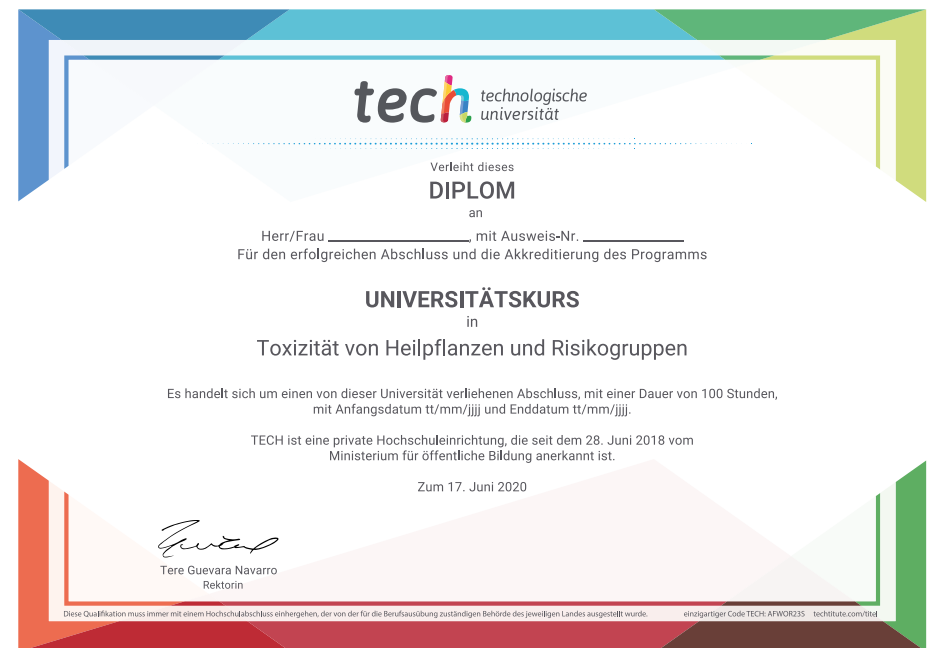 tech technologische
universität
Verleiht dieses
DIPLOM
an
Herr/Frau ____________________, mit Ausweis-Nr. ______________
Für den erfolgreichen Abschluss und die Akkreditierung des Programms
UNIVERSITÄTSKURS
in
Toxizität von Heilpflanzen und Risikogruppen
Es handelt sich um einen von dieser Universität verliehenen Abschluss, mit einer Dauer von 100 Stunden,
mit Anfangsdatum tt/mm/jjjj und Enddatum tt/mm/jjjj.
TECH ist eine private Hochschuleinrichtung, die seit dem 28. Juni 2018 vom
Ministerium für öffentliche Bildung anerkannt ist.
Zum 17. Juni 2020
Tere Guevara Navarro
Rektorin
Diese Qualifikation muss immer mit einem Hochschulabschluss einhergehen, der von der für die Berufsausübung zuständigen Behörde des jeweiligen Landes ausgestellt wurde. einzigartiger Code TECH: AFWOR23S techtitute.com/titel